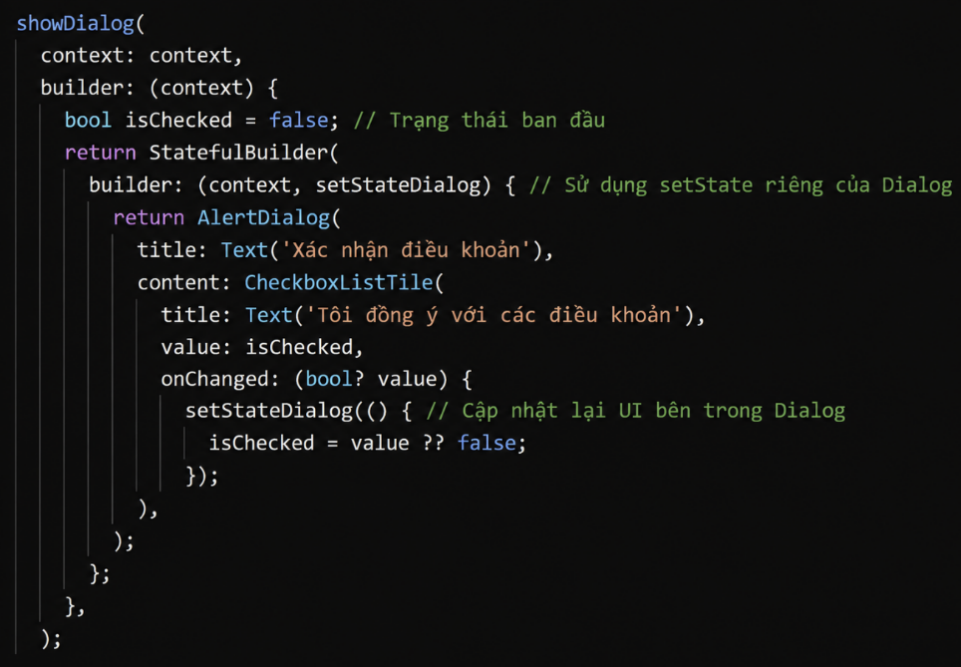 showDialog(
context: context,
builder: (context) {
bool isChecked = false; // Trạng thái ban đầu
return StatefulBuilder(
builder: (context, setStateDialog) { // Sử dụng setState riêng của Dialog
return AlertDialog(
title: Text('Xác nhận điều khoản'),
content: CheckboxListTile(
title: Text('Tôi đồng ý với các điều khoản'),
value: isChecked,
onChanged: (bool? value) {
setStateDialog(() { // Cập nhật lại UI bên trong Dialog
isChecked = value ?? false;
});
),
);
};
},
);